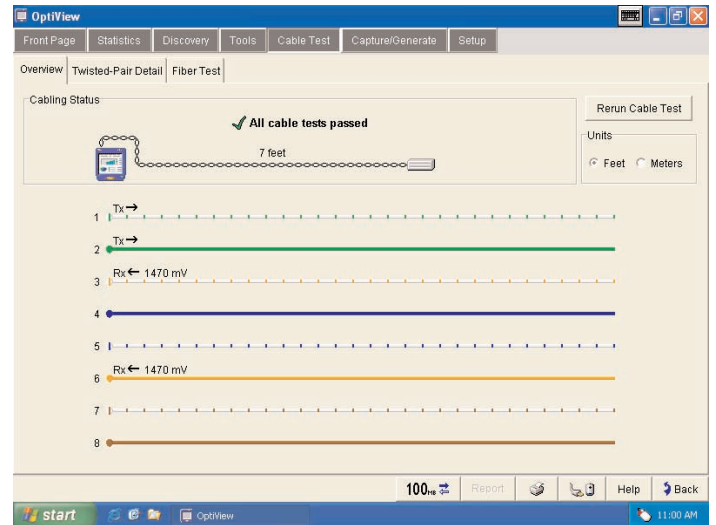 OptiView
Front Page Statistics Discovery Tools Cable Test Capture/Generate Setup
Overview Twisted-Pair Detail Fiber Test
Cabling Status
All cable tests passed
7 feet
Rerun Cable Test
Units
Feet Meters
1 Tx →
2 Tx →
3 Rx ← 1470 mV
4
5
6 Rx ← 1470 mV
7
8
100 Report Help Back
start OptiView 11:00 AM